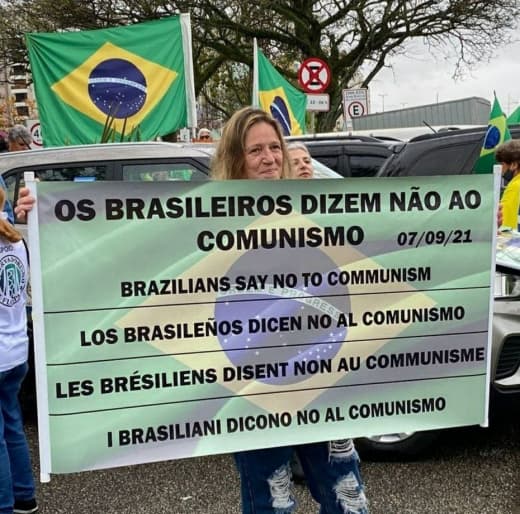 OS BRASILEIROS DIZEM NÃO AO
COMUNISMO 07/09/21
BRAZILIANS SAY NO TO COMMUNISM
LOS BRASILEÑOS DICEN NO AL COMUNISMO
LES BRÉSILIENS DISENT NON AU COMMUNISME
I BRASILIANI DICONO NO AL COMUNISMO
E
E